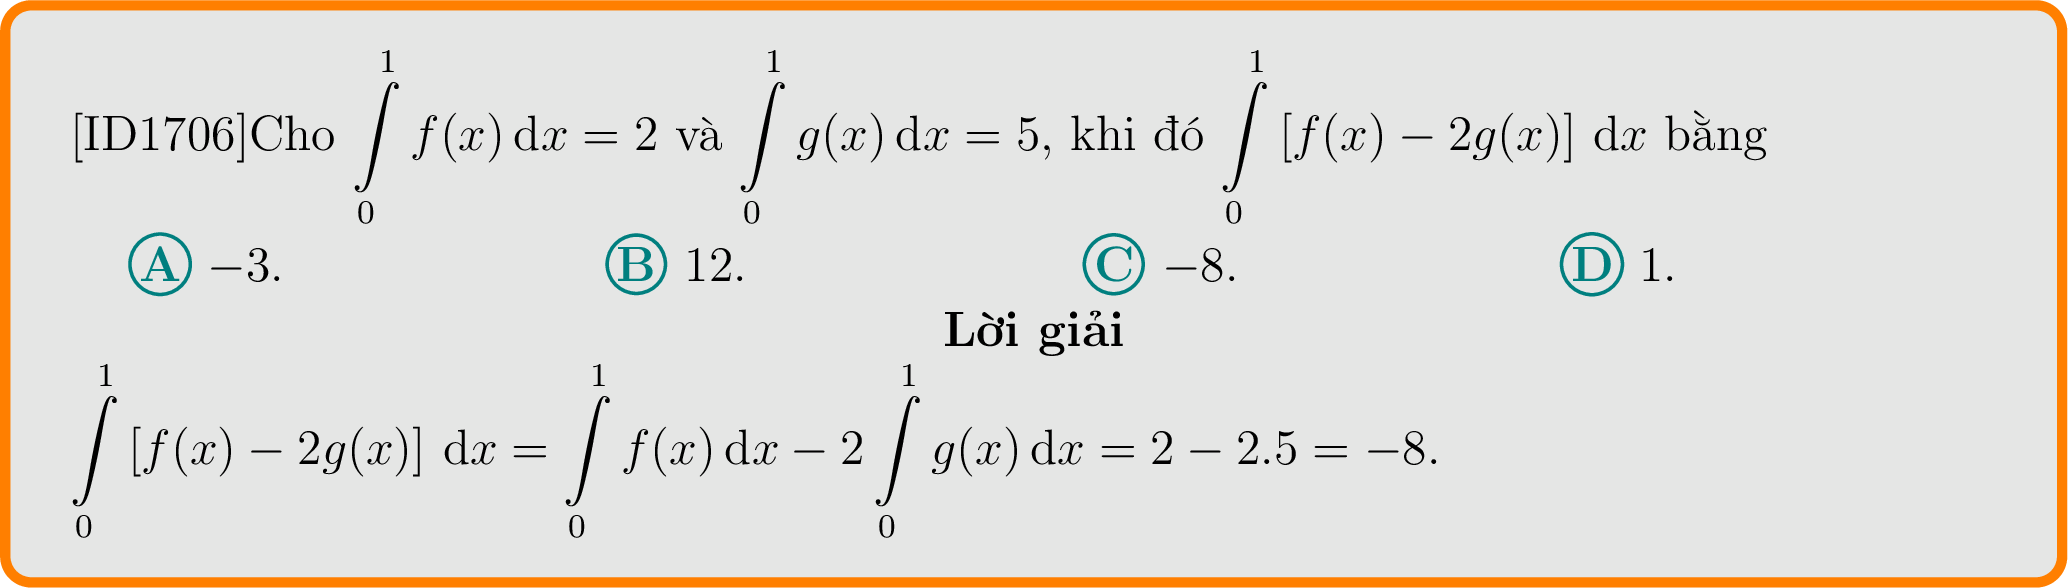 [ID1706]Cho $\int\limits_0^1 f(x)\,\mathrm{d}x = 2$ và $\int\limits_0^1 g(x)\,\mathrm{d}x = 5$, khi đó $\int\limits_0^1 [f(x) - 2g(x)]\,\mathrm{d}x$ bằng
A −3. B 12. C −8. D 1.
Lời giải
$\int\limits_0^1 [f(x) - 2g(x)]\,\mathrm{d}x = \int\limits_0^1 f(x)\,\mathrm{d}x - 2\int\limits_0^1 g(x)\,\mathrm{d}x = 2 - 2.5 = -8.$